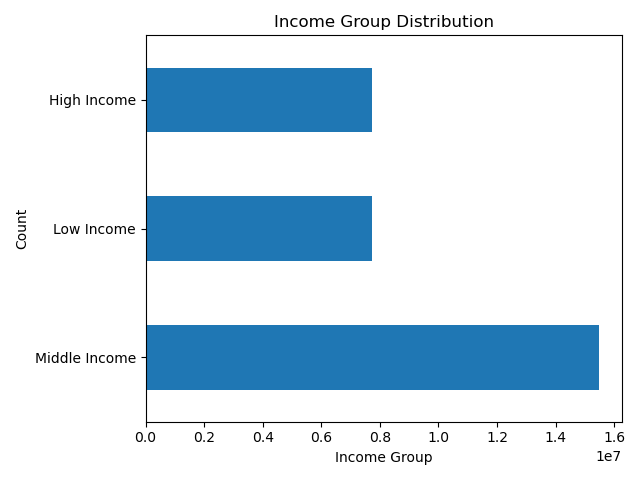 Income Group Distribution
High Income
Low Income
Middle Income
Count
0.0 0.2 0.4 0.6 0.8 1.0 1.2 1.4 1.6
1e7
Income Group